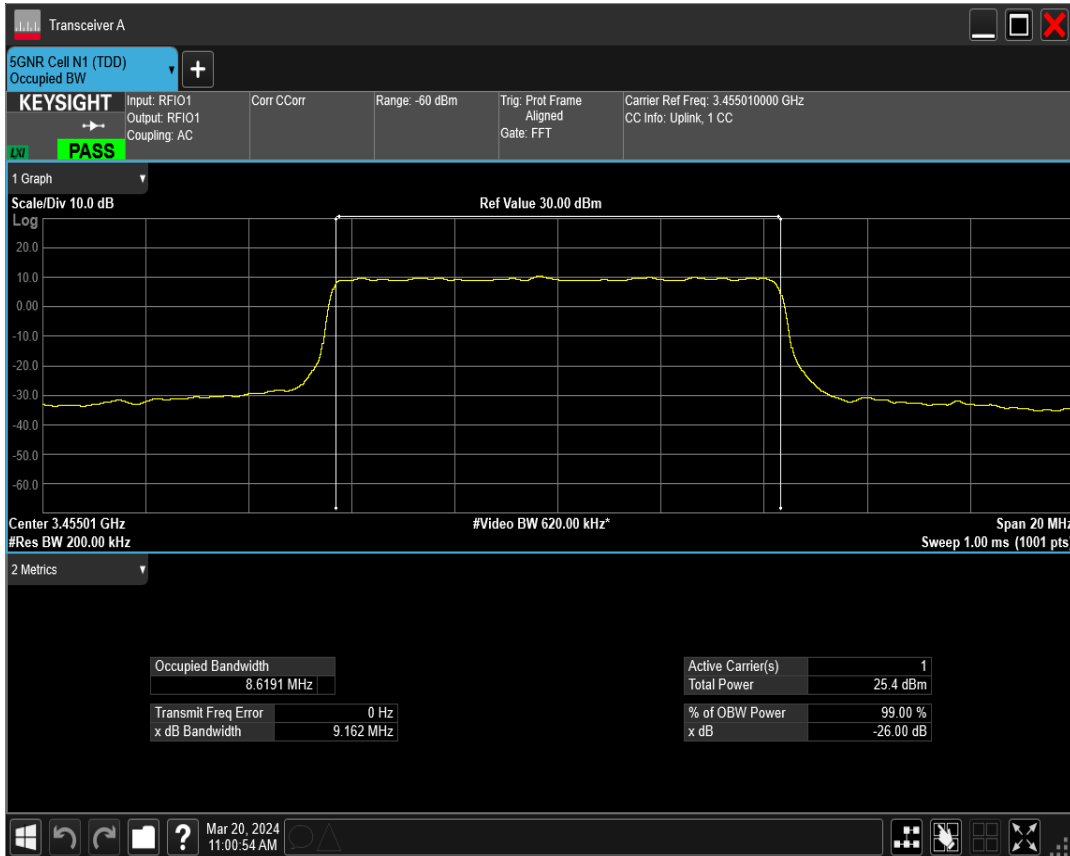 Transceiver A
5GNR Cell N1 (TDD)
Occupied BW
+
KEYSIGHT
LXI
PASS
Input: RFIO1
Output: RFIO1
Coupling: AC
Corr CCorr
Range: -60 dBm
Trig: Prot Frame
Aligned
Gate: FFT
Carrier Ref Freq: 3.455010000 GHz
CC Info: Uplink, 1 CC
1 Graph
Scale/Div 10.0 dB
Ref Value 30.00 dBm
Log
20.0
10.0
0.00
-10.0
-20.0
-30.0
-40.0
-50.0
-60.0
Center 3.45501 GHz
#Video BW 620.00 kHz*
Span 20 MHz
#Res BW 200.00 kHz
Sweep 1.00 ms (1001 pts)
2 Metrics
Occupied Bandwidth
8.6191 MHz
Transmit Freq Error 0 Hz
x dB Bandwidth 9.162 MHz
Active Carrier(s) 1
Total Power 25.4 dBm
% of OBW Power 99.00 %
x dB -26.00 dB
?
Mar 20, 2024
11:00:54 AM